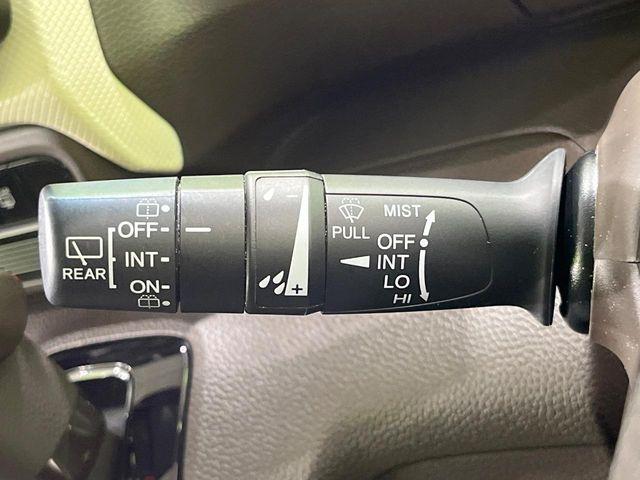 OFF
REAR
INT
ON
-
+
PULL
MIST
OFF
INT
LO
HI